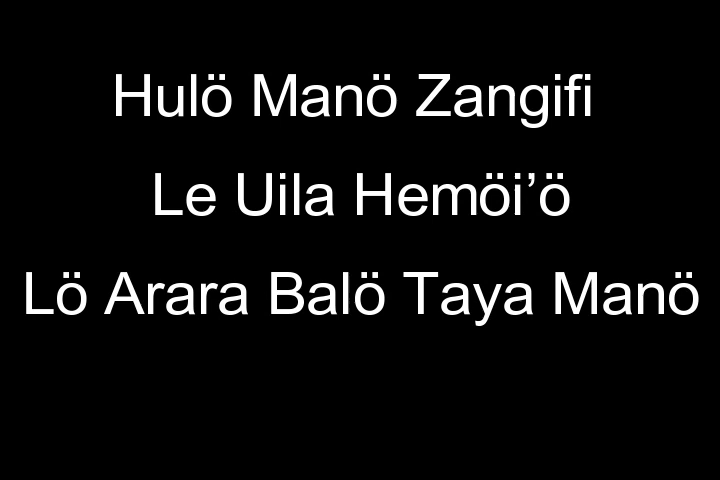 Hulö Manö Zangifi
Le Uila Hemöi’ö
Lö Arara Balö Taya Manö